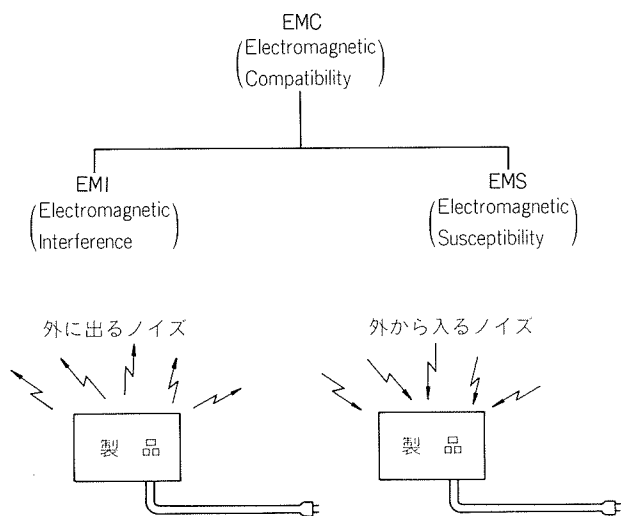 EMC
(Electromagnetic
Compatibility)
EMI
(Electromagnetic
Interference)
EMS
(Electromagnetic
Susceptibility)
外に出るノイズ
外から入るノイズ
製 品
製 品